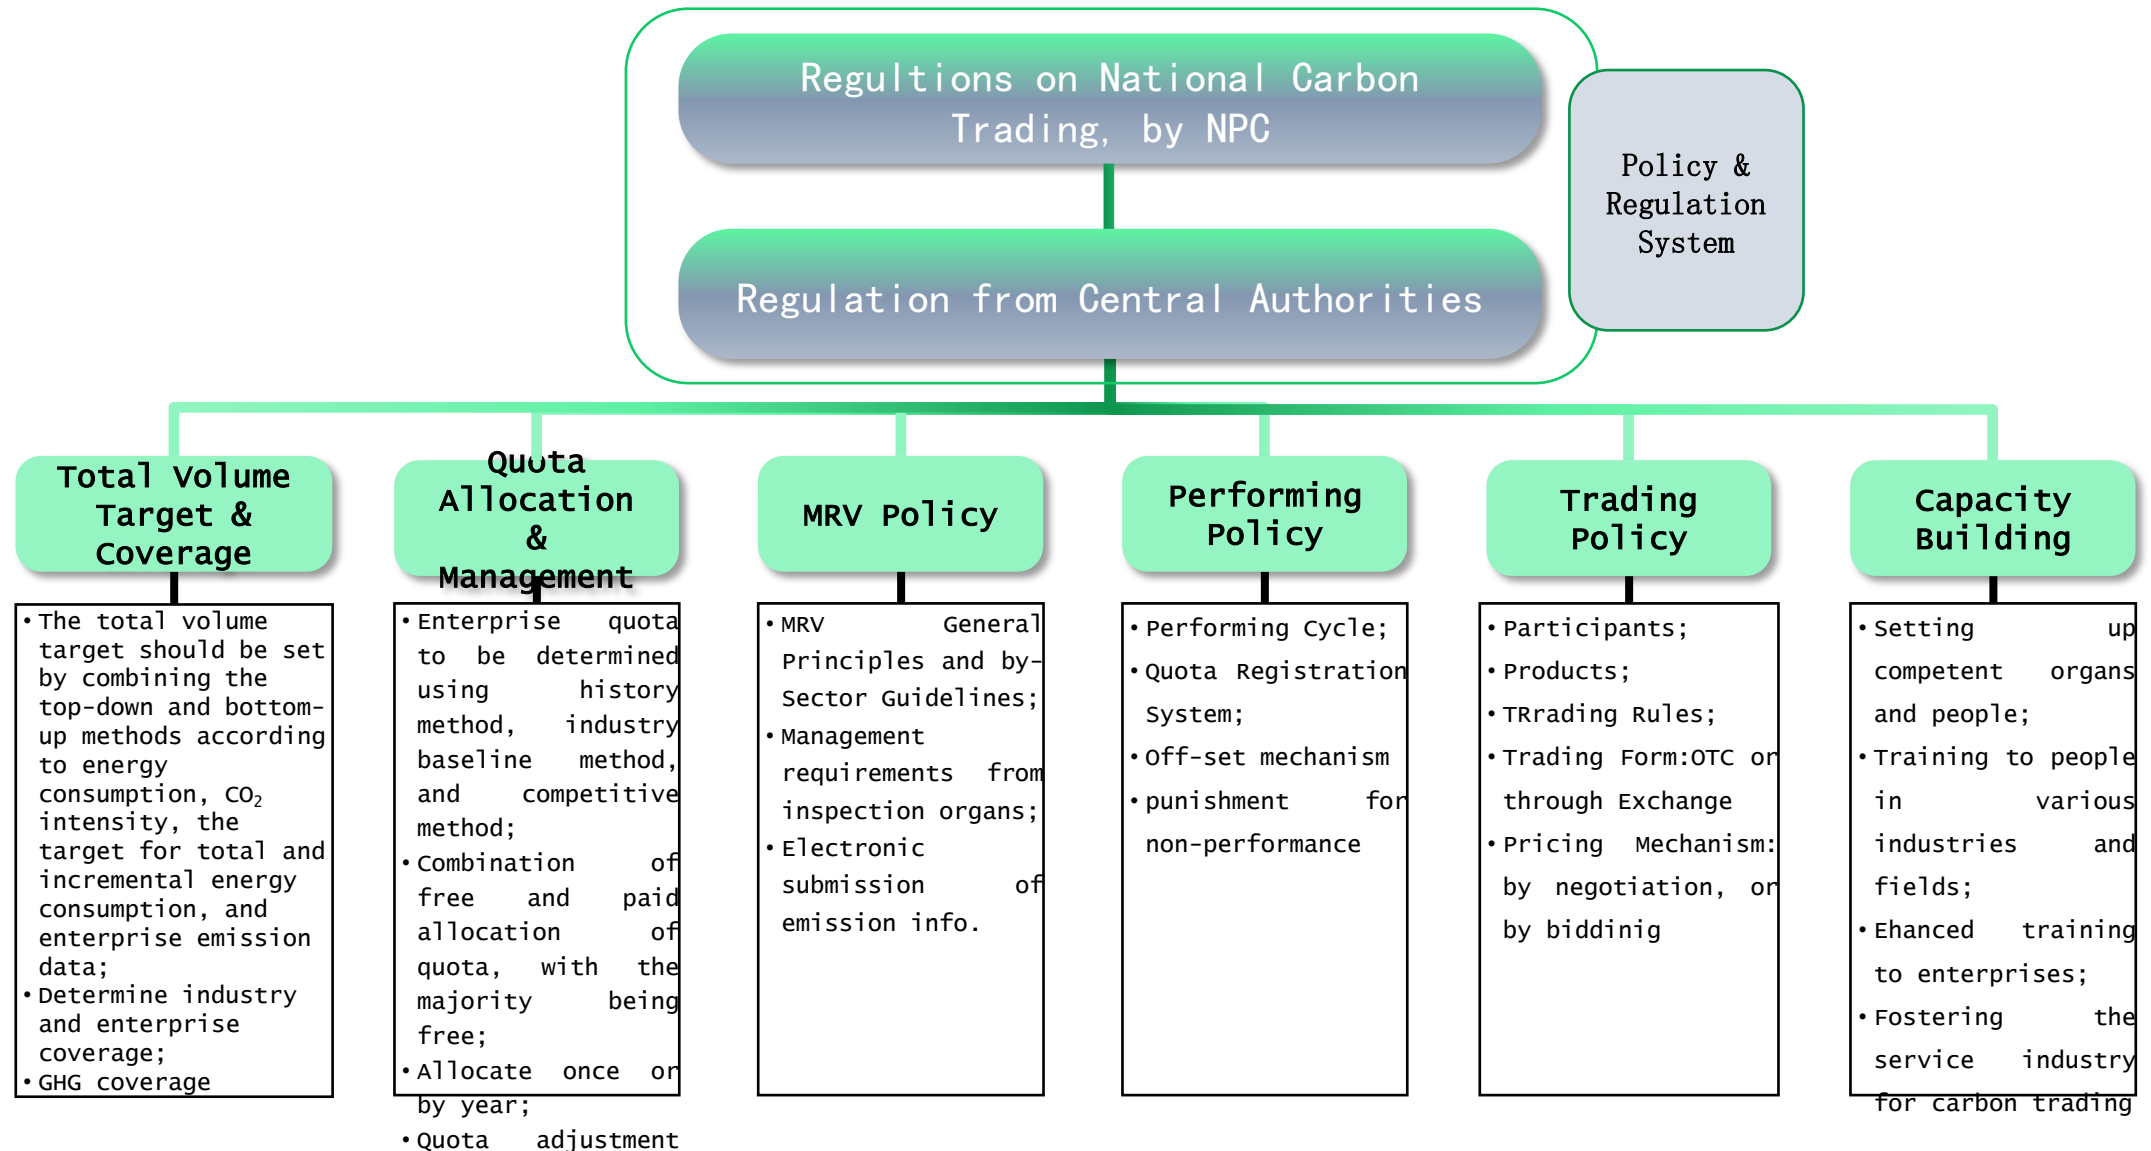 Regultions on National Carbon
Trading, by NPC
Policy &
Regulation
System
Regulation from Central Authorities
Total Volume
Target &
Coverage
Quota
Allocation
&
Management
MRV Policy
Performing
Policy
Trading
Policy
Capacity
Building
• The total volume
target should be set
by combining the
top-down and bottom-
up methods according
to energy
consumption, CO₂
intensity, the
target for total and
incremental energy
consumption, and
enterprise emission
data;
• Determine industry
and enterprise
coverage;
• GHG coverage
• Enterprise quota
to be determined
using history
method, industry
baseline method,
and competitive
method;
• Combination of
free and paid
allocation of
quota, with the
majority being
free;
• Allocate once or
by year;
• Quota adjustment
• MRV General
Principles and by-
Sector Guidelines;
• Management
requirements from
inspection organs;
• Electronic
submission of
emission info.
• Performing Cycle;
• Quota Registration
System;
• Off-set mechanism
• punishment for
non-performance
• Participants;
• Products;
• TRrading Rules;
• Trading Form:OTC or
through Exchange
• Pricing Mechanism:
by negotiation, or
by biddinig
• Setting up
competent organs
and people;
• Training to people
in various
industries and
fields;
• Ehanced training
to enterprises;
• Fostering the
service industry
for carbon trading